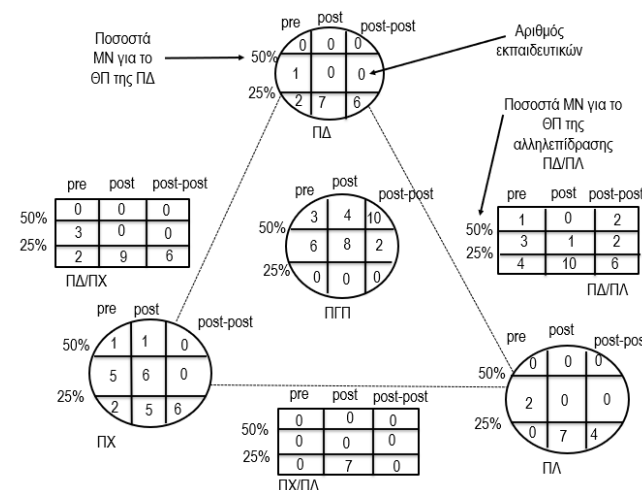 Ποσοστά
ΜΝ για το
ΘΠ της ΠΔ
pre post post-post
50%
25%
0 0 0
1 0 0
2 7 6
ΠΔ
Αριθμός
εκπαιδευτικών
Ποσοστά ΜΝ για το
ΘΠ της
αλληλεπίδρασης
ΠΔ/ΠΛ
pre post post-post
50%
25%
0 0 0
3 0 0
2 9 6
ΠΔ/ΠΧ
pre post post-post
50%
25%
3 4 10
6 8 2
0 0 0
ΠΓΠ
pre post post-post
50%
25%
1 0 2
3 1 2
4 10 6
ΠΔ/ΠΛ
pre post post-post
50%
25%
1 1 0
5 6 0
2 5 6
ΠΧ
pre post post-post
50%
25%
0 0 0
0 0 0
0 7 0
ΠΧ/ΠΛ
pre post post-post
50%
25%
0 0 0
2 0 0
0 7 4
ΠΛ